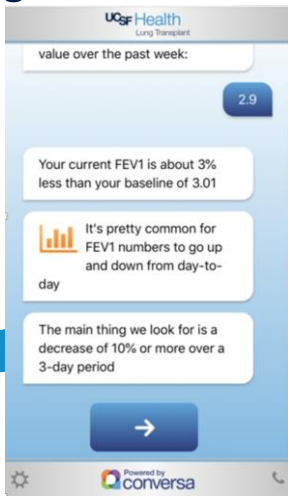 UCSF Health
Lung Transplant
value over the past week:
2.9
Your current FEV1 is about 3%
less than your baseline of 3.01
It's pretty common for
FEV1 numbers to go up
and down from day-to-
day
The main thing we look for is a
decrease of 10% or more over a
3-day period
Powered by
conversa